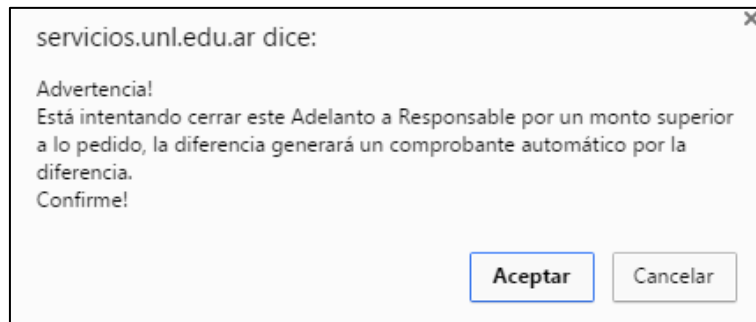 servicios.unl.edu.ar dice:
Advertencia!
Está intentando cerrar este Adelanto a Responsable por un monto superior
a lo pedido, la diferencia generará un comprobante automático por la
diferencia.
Confirme!
Aceptar
Cancelar